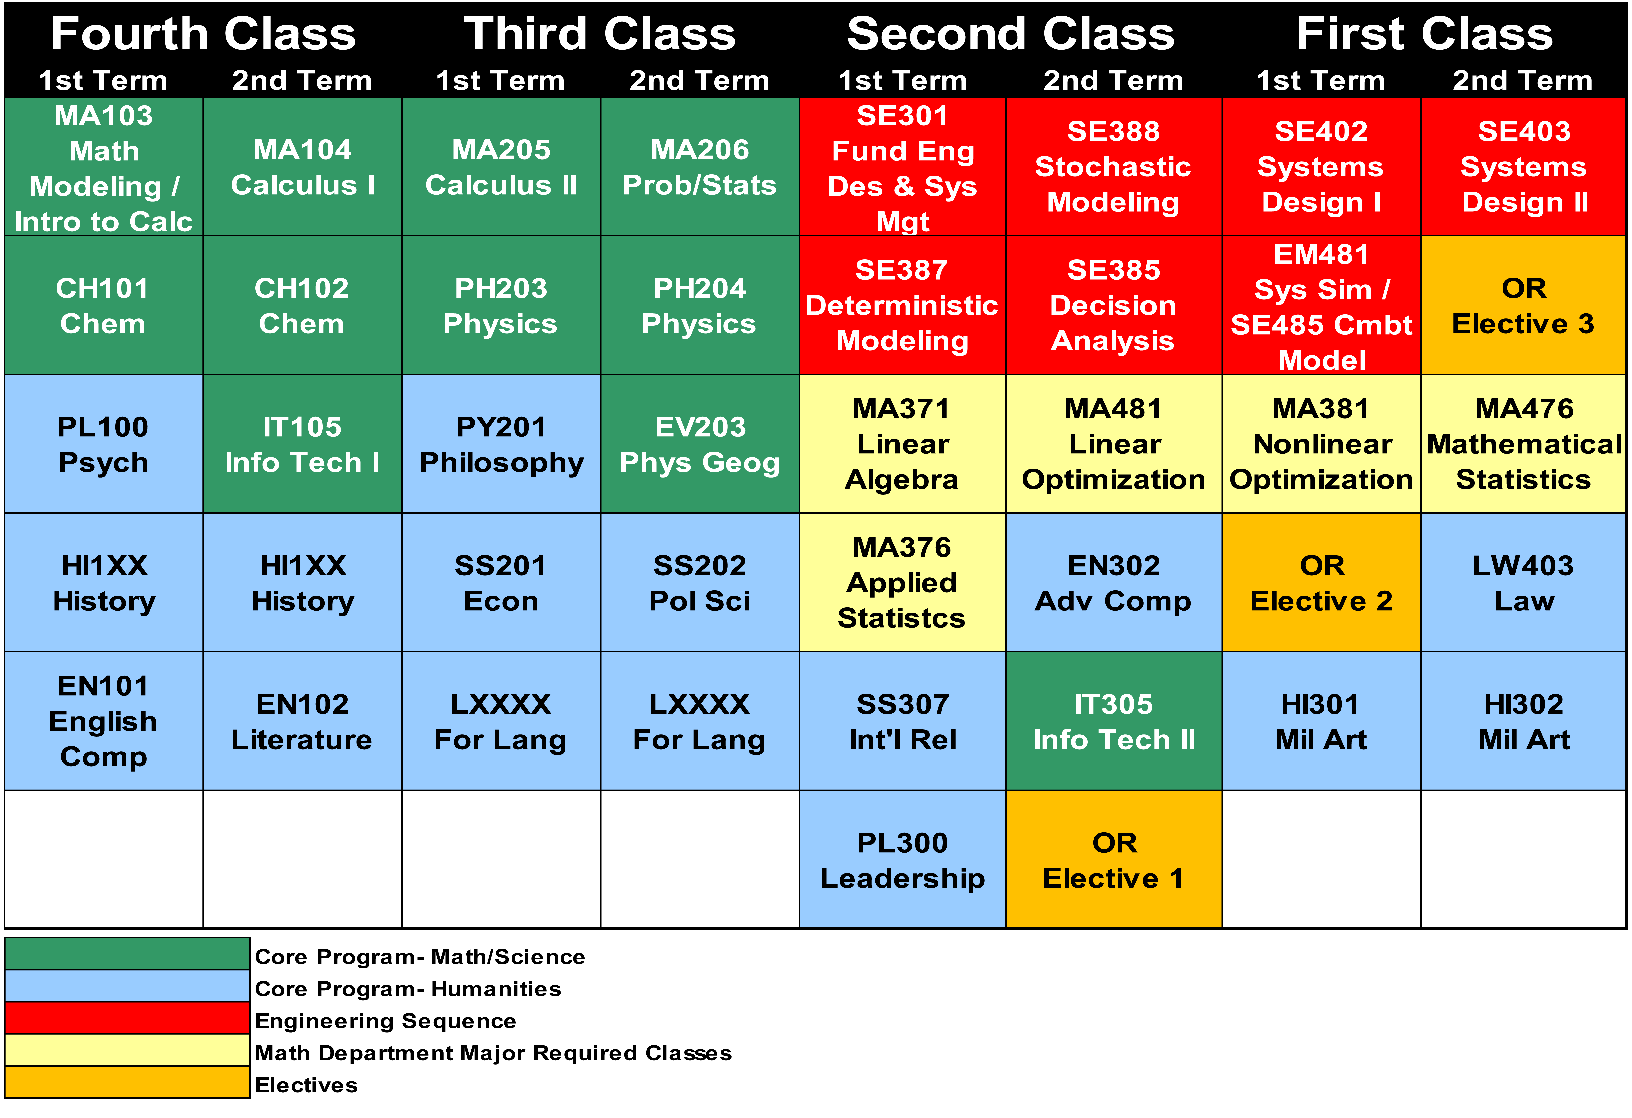 Fourth Class Third Class Second Class First Class
1st Term 2nd Term 1st Term 2nd Term 1st Term 2nd Term 1st Term 2nd Term
MA103
Math
Modeling /
Intro to Calc
MA104
Calculus I
MA205
Calculus II
MA206
Prob/Stats
SE301
Fund Eng
Des & Sys
Mgt
SE388
Stochastic
Modeling
SE402
Systems
Design I
SE403
Systems
Design II
CH101
Chem
CH102
Chem
PH203
Physics
PH204
Physics
SE387
Deterministic
Modeling
SE385
Decision
Analysis
EM481
Sys Sim /
SE485 Cmbt
Model
OR
Elective 3
PL100
Psych
IT105
Info Tech I
PY201
Philosophy
EV203
Phys Geog
MA371
Linear
Algebra
MA481
Linear
Optimization
MA381
Nonlinear
Optimization
MA476
Mathematical
Statistics
HI1XX
History
HI1XX
History
SS201
Econ
SS202
Pol Sci
MA376
Applied
Statistcs
EN302
Adv Comp
OR
Elective 2
LW403
Law
EN101
English
Comp
EN102
Literature
LXXXX
For Lang
LXXXX
For Lang
SS307
Int'l Rel
IT305
Info Tech II
HI301
Mil Art
HI302
Mil Art
PL300
Leadership
OR
Elective 1
Core Program- Math/Science
Core Program- Humanities
Engineering Sequence
Math Department Major Required Classes
Electives